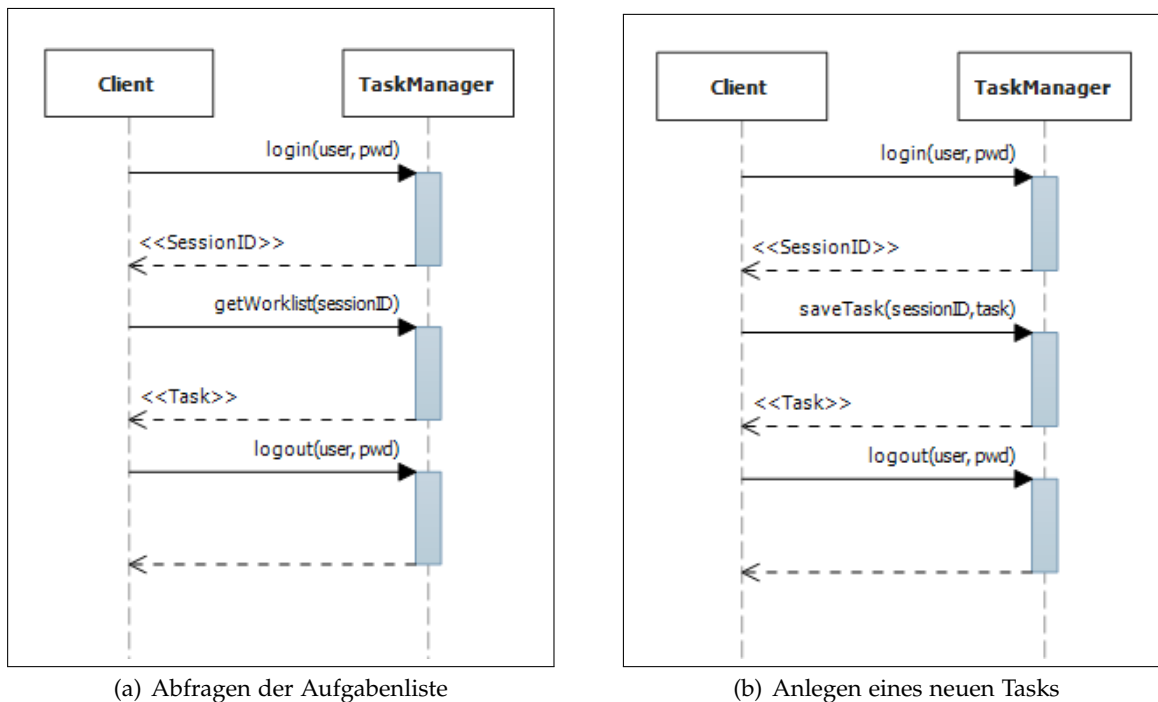 Client
TaskManager
login(user, pwd)
<<SessionID>>
getWorklist(sessionID)
<<Task>>
logout(user, pwd)
(a) Abfragen der Aufgabenliste
Client
TaskManager
login(user, pwd)
<<SessionID>>
saveTask(sessionID, task)
<<Task>>
logout(user, pwd)
(b) Anlegen eines neuen Tasks